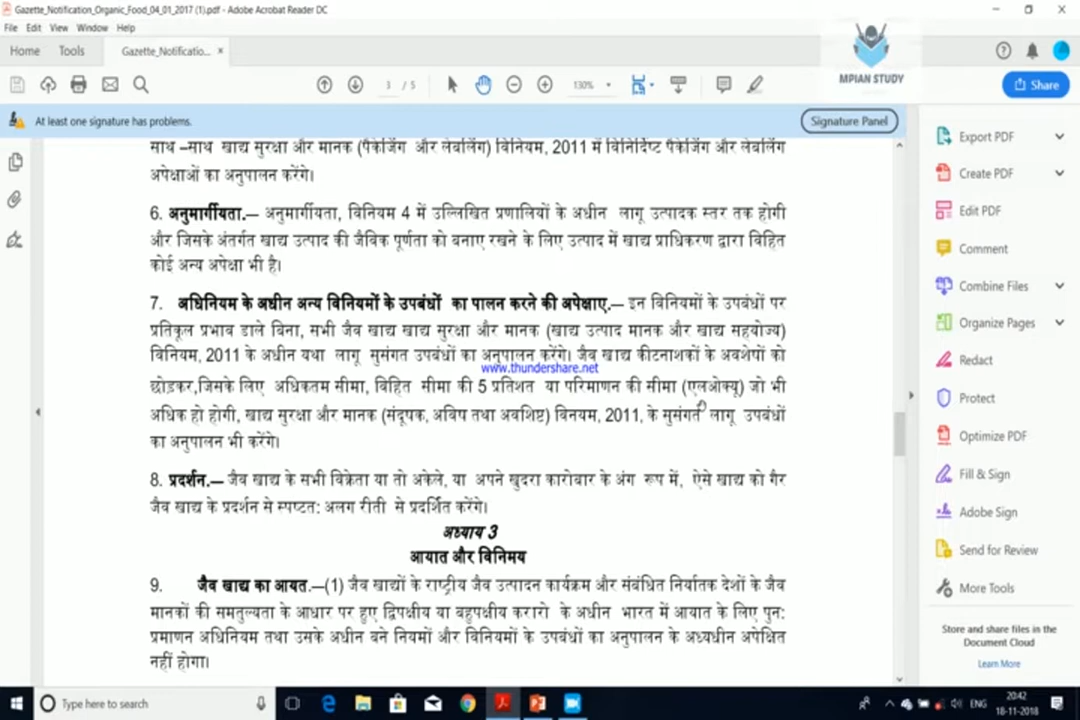 Gazette_Notification_Organic_Food_04_01_2017 (1).pdf - Adobe Acrobat Reader DC
File Edit View Window Help
Home Tools Gazette_Notificatio... ×
MPIAN STUDY
3 / 5 130% Share
At least one signature has problems. Signature Panel
साथ –साथ खाद्य सुरक्षा और मानक (पैकेजिंग और लेबलिंग) विनियम, 2011 में विनिर्दिष्ट पैकेजिंग और लेबलिंग
अपेक्षाओं का अनुपालन करेंगे।
6. अनुमार्गीयता.— अनुमार्गीयता, विनियम 4 में उल्लिखित प्रणालियों के अधीन लागू उत्पादक स्तर तक होगी
और जिसके अंतर्गत खाद्य उत्पाद की जैविक पूर्णता को बनाए रखने के लिए उत्पाद में खाद्य प्राधिकरण द्वारा विहित
कोई अन्य अपेक्षा भी है।
7. अधिनियम के अधीन अन्य विनियमों के उपबंधों का पालन करने की अपेक्षाए.— इन विनियमों के उपबंधों पर
प्रतिकूल प्रभाव डाले बिना, सभी जैव खाद्य खाद्य सुरक्षा और मानक (खाद्य उत्पाद मानक और खाद्य सहयोज्य)
विनियम, 2011 के अधीन यथा लागू सुसंगत उपबंधों का अनुपालन करेंगे। जैव खाद्य कीटनाशकों के अवशेषों को
www.thundershare.net
छोडकर,जिसके लिए अधिकतम सीमा, विहित सीमा की 5 प्रतिशत या परिमाणन की सीमा (एलओक्यू) जो भी
अधिक हो होगी, खाद्य सुरक्षा और मानक (संदूषक, अविष तथा अवशिष्ट) विनयम, 2011, के सुसंगत लागू उपबंधों
का अनुपालन भी करेंगे।
8. प्रदर्शन.— जैव खाद्य के सभी विक्रेता या तो अकेले, या अपने खुदरा कारोबार के अंग रूप में, ऐसे खाद्य को गैर
जैव खाद्य के प्रदर्शन से स्पष्टत: अलग रीती से प्रदर्शित करेंगे।
अध्याय 3
आयात और विनिमय
9. जैव खाद्य का आयत.—(1) जैव खाद्यों के राष्ट्रीय जैव उत्पादन कार्यक्रम और संबंधित निर्यातक देशों के जैव
मानकों की समतुल्यता के आधार पर हुए द्विपक्षीय या बहुपक्षीय करारो के अधीन भारत में आयात के लिए पुन:
प्रमाणन अधिनियम तथा उसके अधीन बने नियमों और विनियमों के उपबंधों का अनुपालन के अध्यधीन अपेक्षित
नहीं होगा।
Export PDF
Create PDF
Edit PDF
Comment
Combine Files
Organize Pages
Redact
Protect
Optimize PDF
Fill & Sign
Adobe Sign
Send for Review
More Tools
Store and share files in the
Document Cloud
Learn More
Type here to search ENG 20:42
18-11-2018